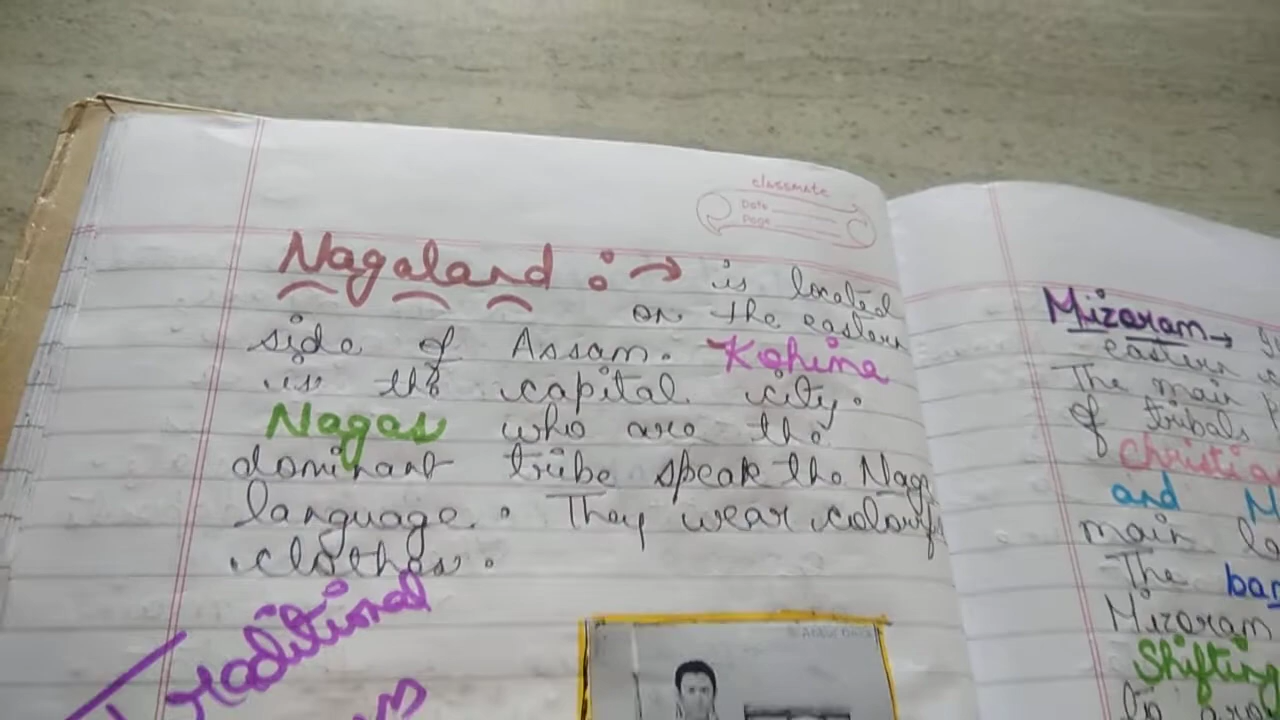 classmate
Date
Page
Nagaland : → is located
on the eastern
side of Assam. Kohima
is the capital city.
Nagas who are the
dominant tribe speak the Naga
language. They wear
clothes.
Traditional
Mizoram →
eastern
The main
of tribals
and
main
The
Mizoram
Shifting